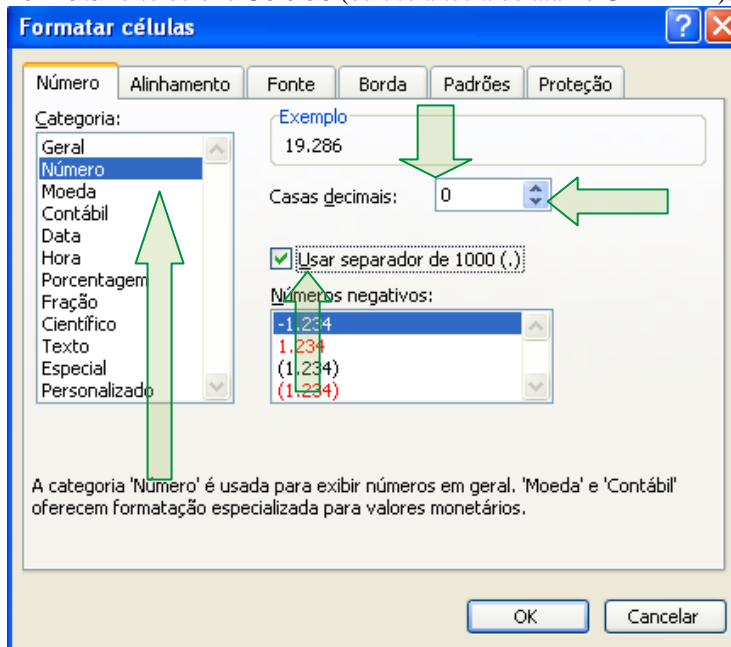 Formatar células
Número Alinhamento Fonte Borda Padrões Proteção
Categoria:
Geral
Número
Moeda
Contábil
Data
Hora
Porcentagem
Fração
Científico
Texto
Especial
Personalizado
Exemplo
19.286
Casas decimais: 0
Usar separador de 1000 (.)
Números negativos:
-1.234
1.234
(1.234)
(1.234)
A categoria 'Número' é usada para exibir números em geral. 'Moeda' e 'Contábil'
oferecem formatação especializada para valores monetários.
OK Cancelar